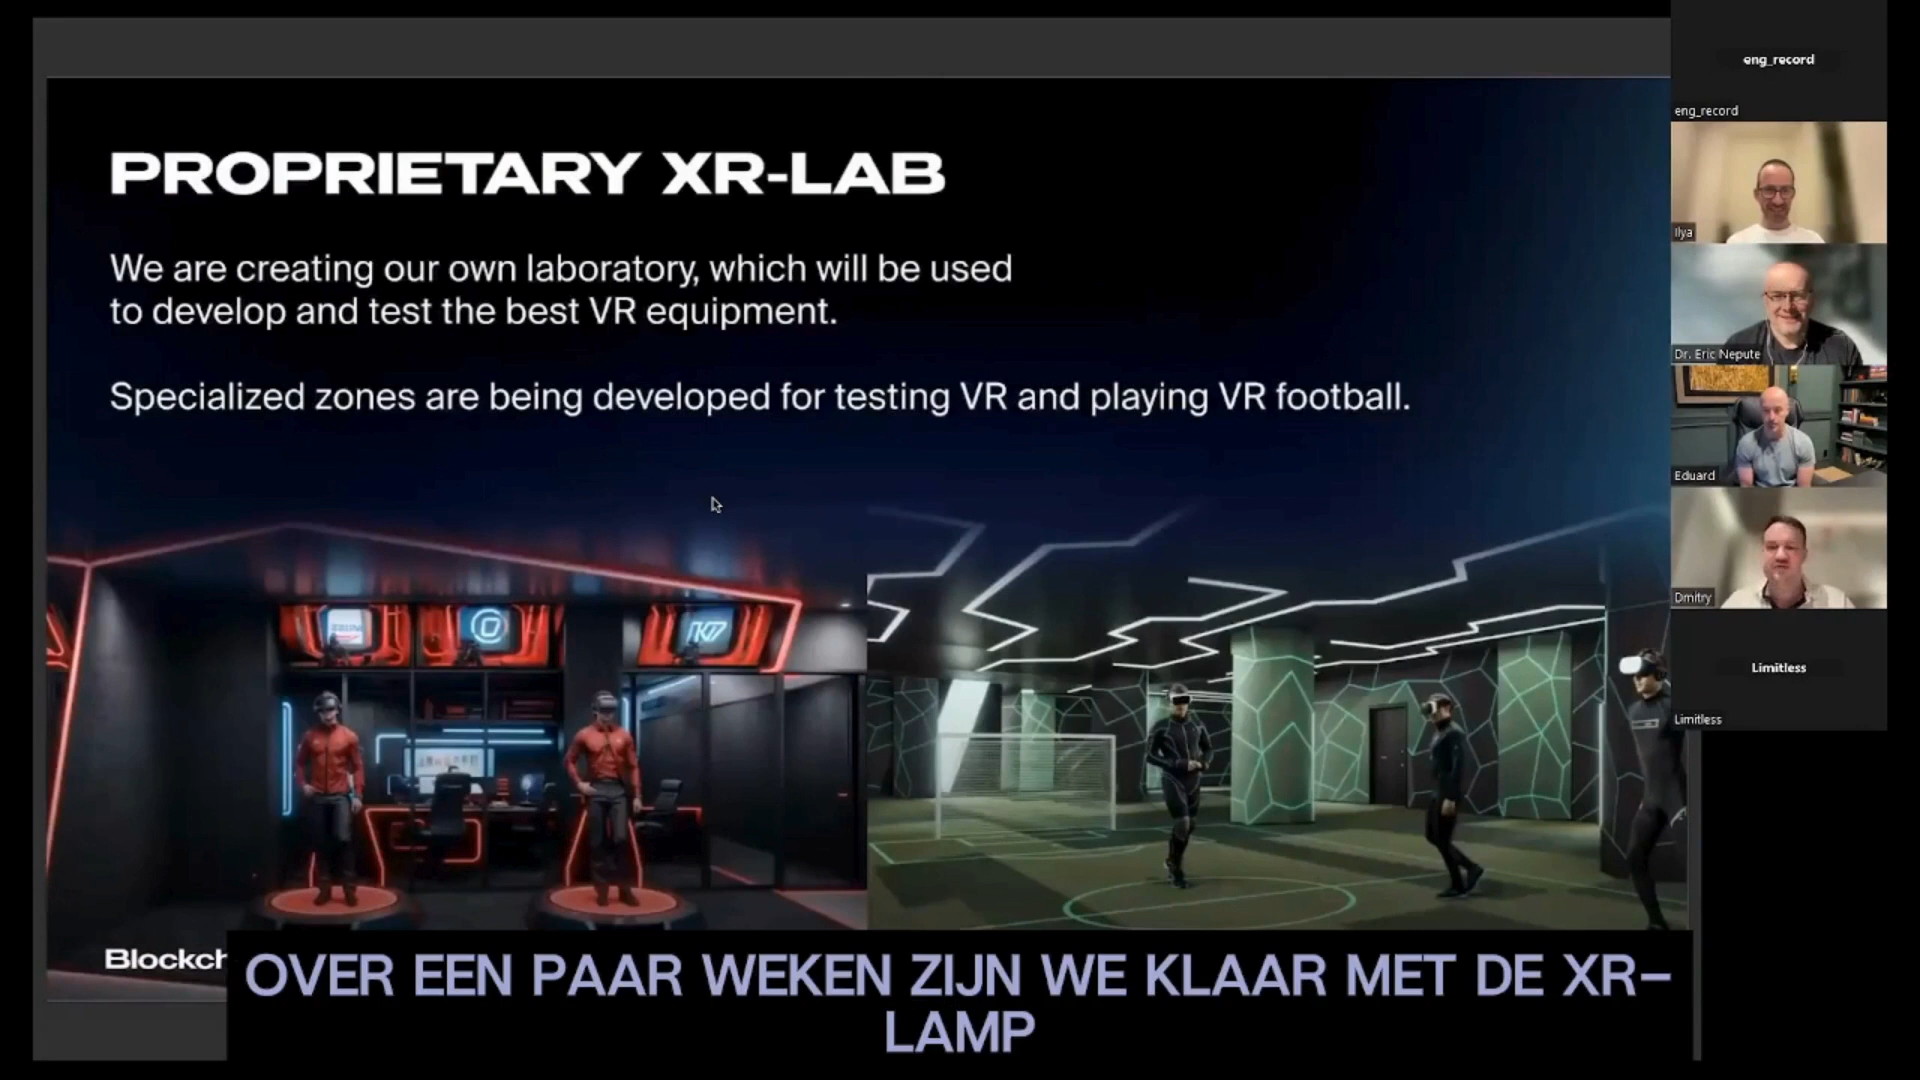 PROPRIETARY XR-LAB
We are creating our own laboratory, which will be used
to develop and test the best VR equipment.
Specialized zones are being developed for testing VR and playing VR football.
Blockch
OVER EEN PAAR WEKEN ZIJN WE KLAAR MET DE XR-
LAMP
eng_record
eng_record
Ilya
Dr. Eric Nepute
Eduard
Dmitry
Limitless
Limitless